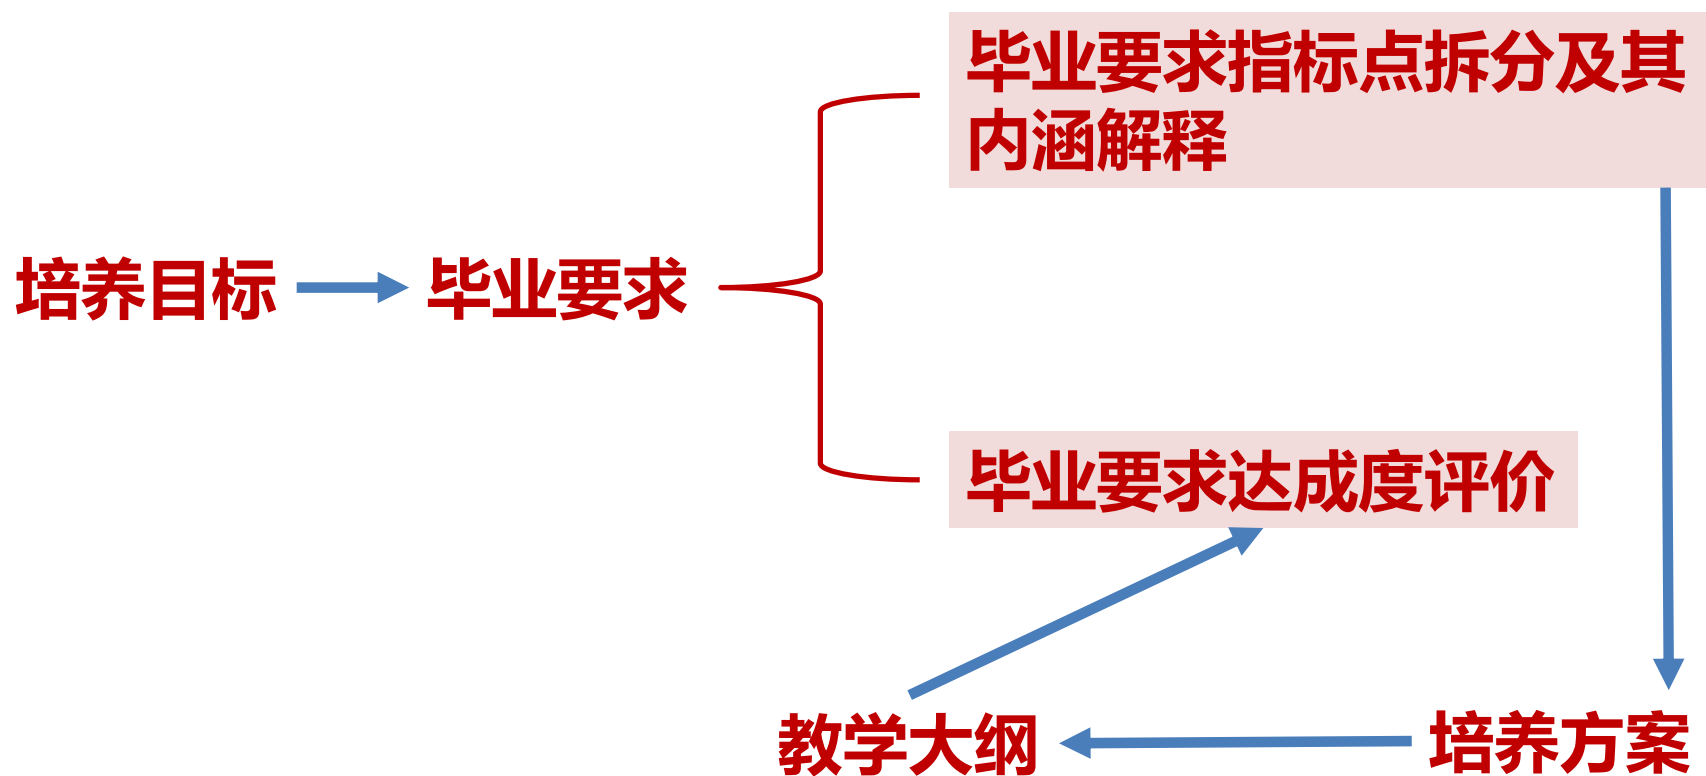 毕业要求指标点拆分及其
内涵解释
培养目标
毕业要求
毕业要求达成度评价
教学大纲
培养方案